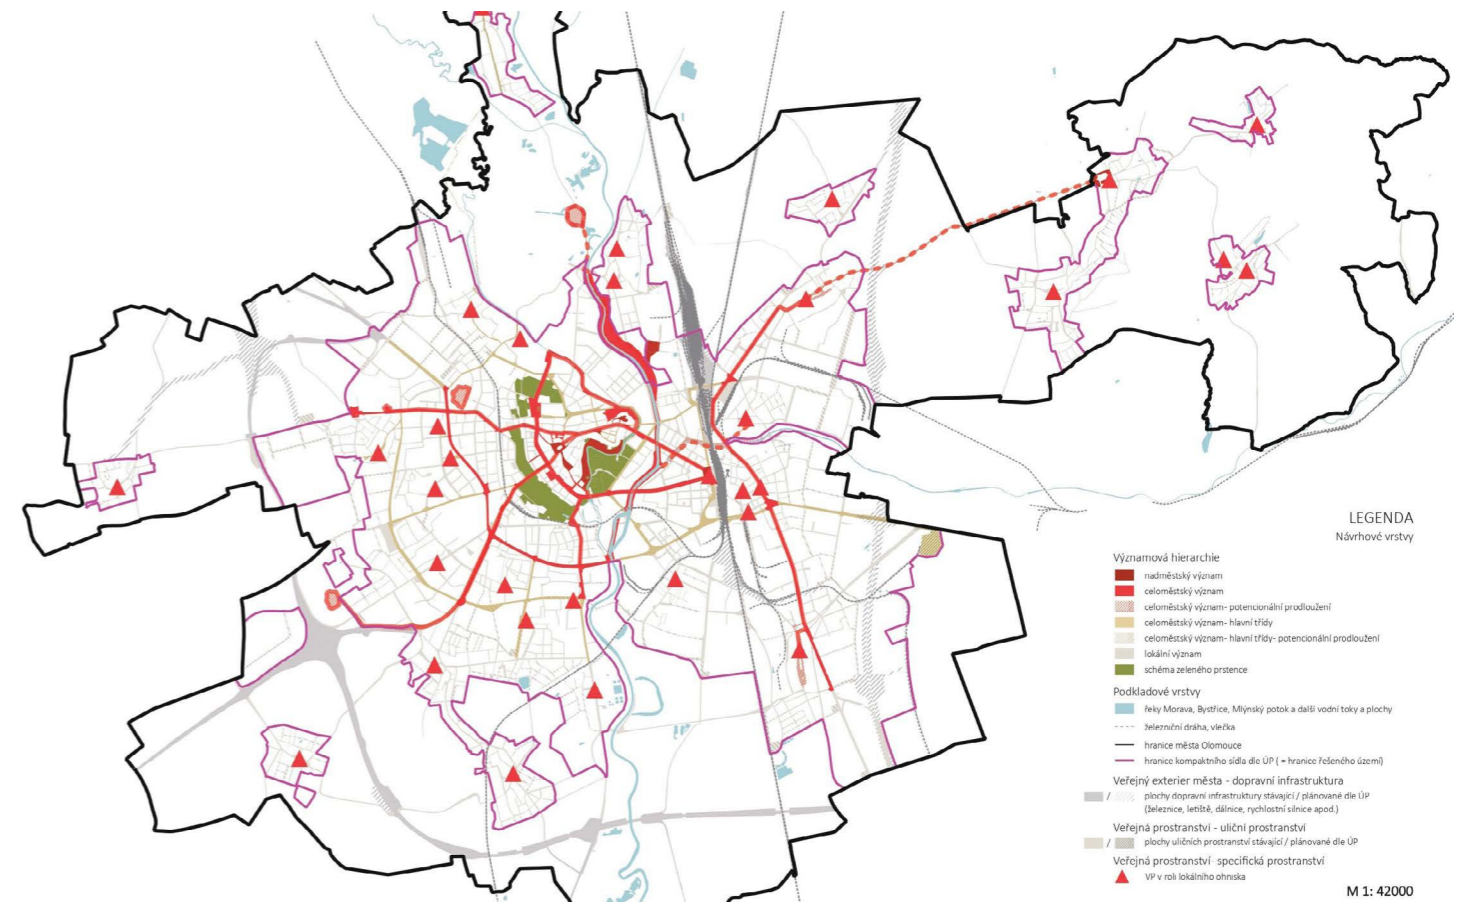 LEGENDA
Návrhové vrstvy
Významová hierarchie
nadměstský význam
celoměstský význam
celoměstský význam- potencionální prodloužení
celoměstský význam- hlavní třídy
celoměstský význam- hlavní třídy- potencionální prodloužení
lokální význam
schéma zeleného prstence
Podkladové vrstvy
řeky Morava, Bystřice, Mlýnský potok a další vodní toky a plochy
železniční dráha, vlečka
hranice města Olomouce
hranice kompaktního sídla dle ÚP ( = hranice řešeného území)
Veřejný exterier města - dopravní infrastruktura
/ plochy dopravní infrastruktury stávající / plánované dle ÚP
(železnice, letiště, dálnice, rychlostní silnice apod.)
Veřejná prostranství - uliční prostranství
/ plochy uličních prostranství stávající / plánované dle ÚP
Veřejná prostranství specifická prostranství
VP v roli lokálního ohniska
M 1: 42000